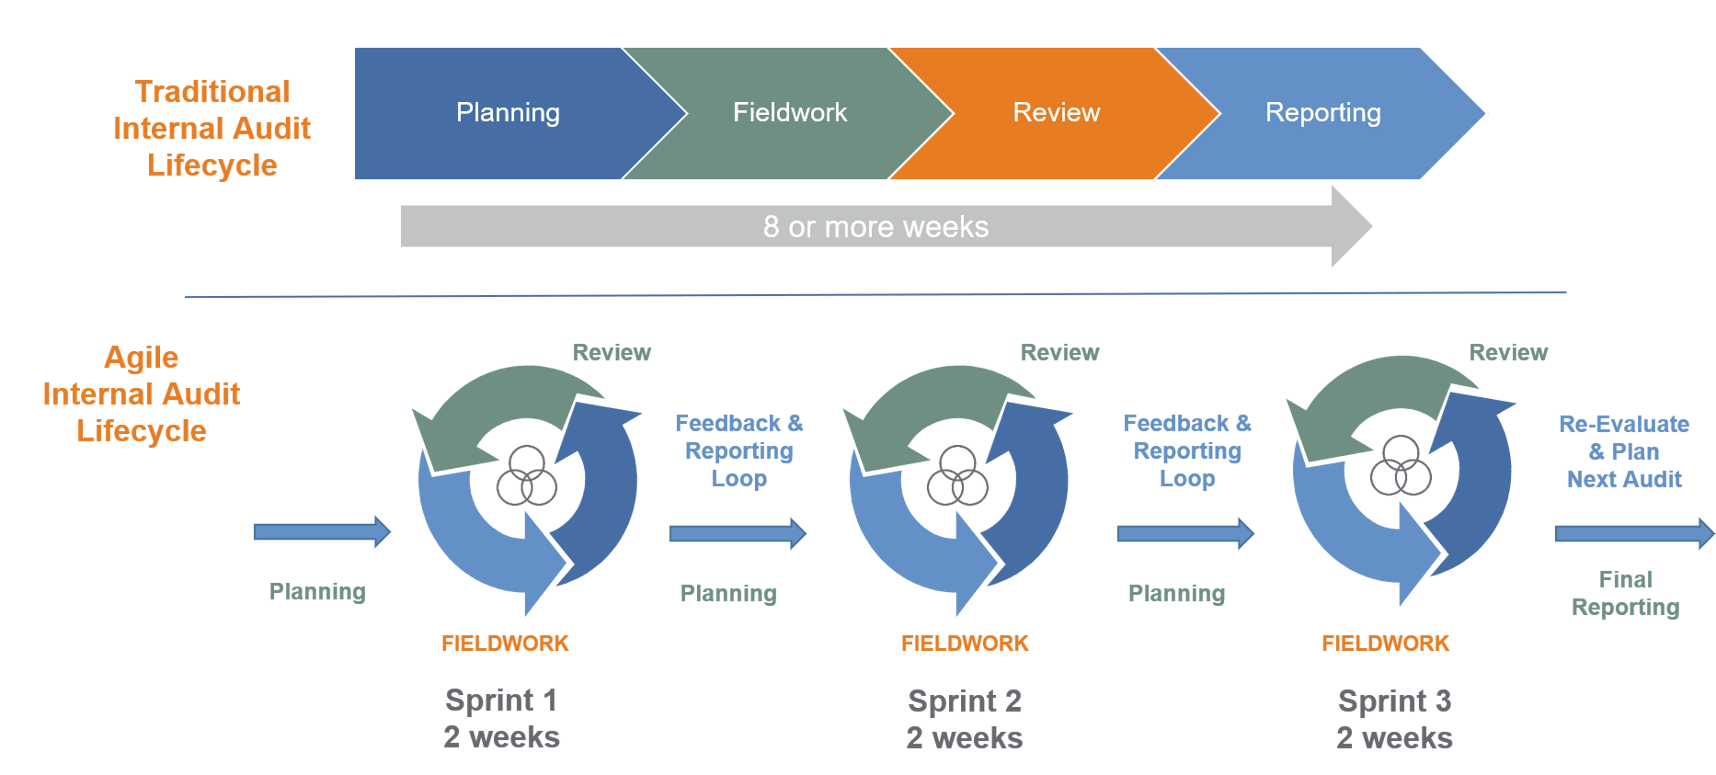 Traditional
Internal Audit
Lifecycle
Planning
Fieldwork
Review
Reporting
8 or more weeks
Agile
Internal Audit
Lifecycle
Planning
Review
FIELDWORK
Sprint 1
2 weeks
Feedback &
Reporting
Loop
Planning
Review
FIELDWORK
Sprint 2
2 weeks
Feedback &
Reporting
Loop
Planning
Review
FIELDWORK
Sprint 3
2 weeks
Re-Evaluate
& Plan
Next Audit
Final
Reporting